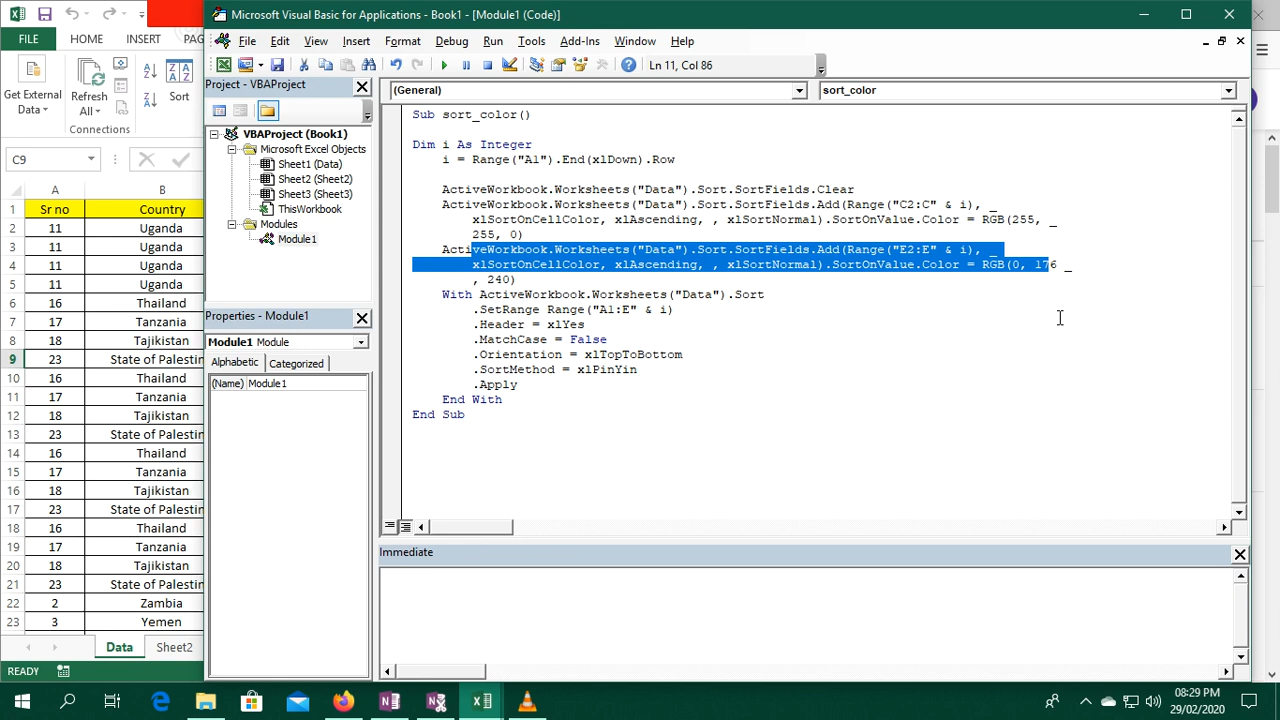 Microsoft Visual Basic for Applications - Book1 - [Module1 (Code)]
FILE HOME INSERT PAG
File Edit View Insert Format Debug Run Tools Add-Ins Window Help
Ln 11, Col 86
Get External
Data
Refresh
All
Sort
Connections
Project - VBAProject
(General)
sort_color
VBAProject (Book1)
Microsoft Excel Objects
Sheet1 (Data)
Sheet2 (Sheet2)
Sheet3 (Sheet3)
ThisWorkbook
Modules
Module1
Properties - Module1
Module1 Module
Alphabetic Categorized
(Name) Module1
Sub sort_color()
Dim i As Integer
i = Range("A1").End(xlDown).Row
ActiveWorkbook.Worksheets("Data").Sort.SortFields.Clear
ActiveWorkbook.Worksheets("Data").Sort.SortFields.Add(Range("C2:C" & i), _
xlSortOnCellColor, xlAscending, , xlSortNormal).SortOnValue.Color = RGB(255, _
255, 0)
ActiveWorkbook.Worksheets("Data").Sort.SortFields.Add(Range("E2:E" & i), _
xlSortOnCellColor, xlAscending, , xlSortNormal).SortOnValue.Color = RGB(0, 176 _
, 240)
With ActiveWorkbook.Worksheets("Data").Sort
.SetRange Range("A1:E" & i)
.Header = xlYes
.MatchCase = False
.Orientation = xlTopToBottom
.SortMethod = xlPinYin
.Apply
End With
End Sub
Immediate
C9
A B
1 Sr no Country
2 11 Uganda
3 11 Uganda
4 11 Uganda
5 11 Uganda
6 16 Thailand
7 17 Tanzania
8 18 Tajikistan
9 23 State of Palestin
10 16 Thailand
11 17 Tanzania
12 18 Tajikistan
13 23 State of Palestin
14 16 Thailand
15 17 Tanzania
16 18 Tajikistan
17 23 State of Palestin
18 16 Thailand
19 17 Tanzania
20 18 Tajikistan
21 23 State of Palestin
22 2 Zambia
23 3 Yemen
Data Sheet2
READY
08:29 PM
29/02/2020